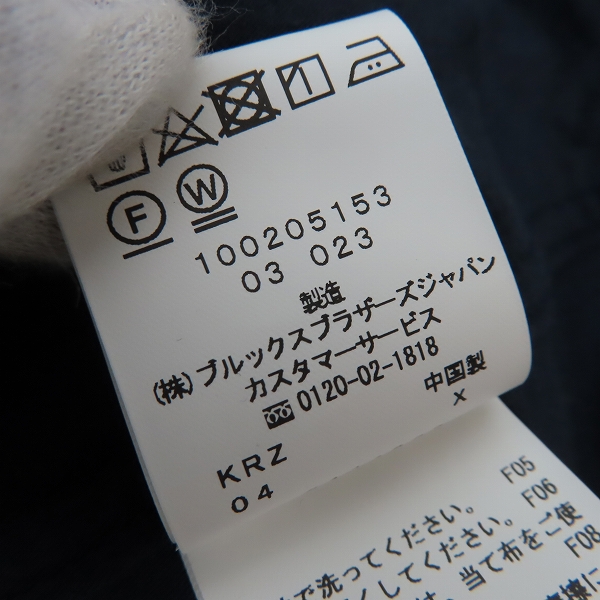 F W
100205153
03 023
製造
(株)ブルックスブラザーズジャパン
カスタマーサービス
0120-02-1818
中国製
X
KRZ
04
で洗ってください。 F05
してください。 F06
、当て布をご使 F08